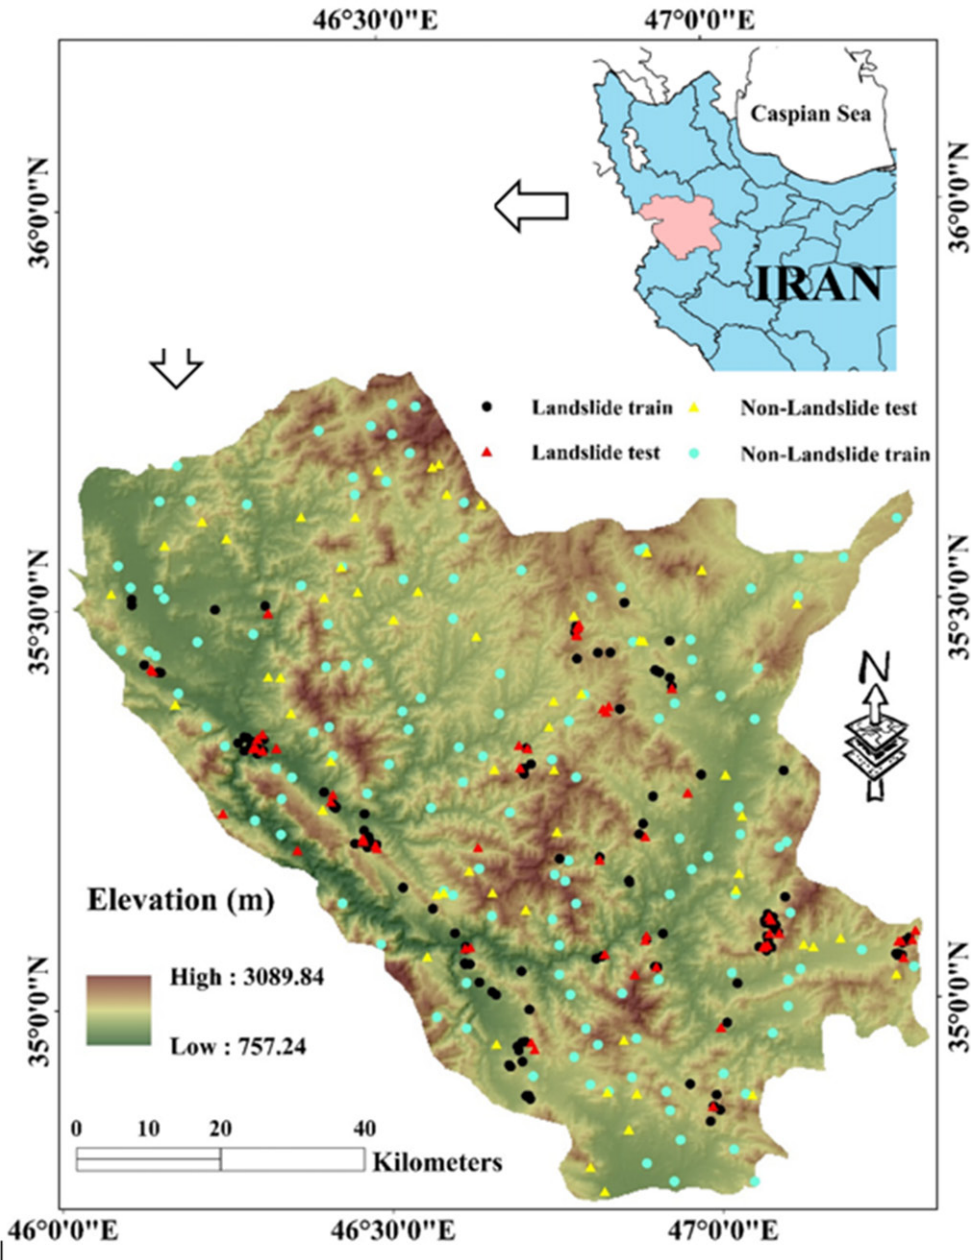 46°30'0"E 47°0'0"E
Caspian Sea
36°0'0"N 36°0'0"N
IRAN
Landslide train Non-Landslide test
Landslide test Non-Landslide train
35°30'0"N 35°30'0"N
N
Elevation (m)
High : 3089.84
Low : 757.24
35°0'0"N 35°0'0"N
0 10 20 40
Kilometers
46°0'0"E 46°30'0"E 47°0'0"E